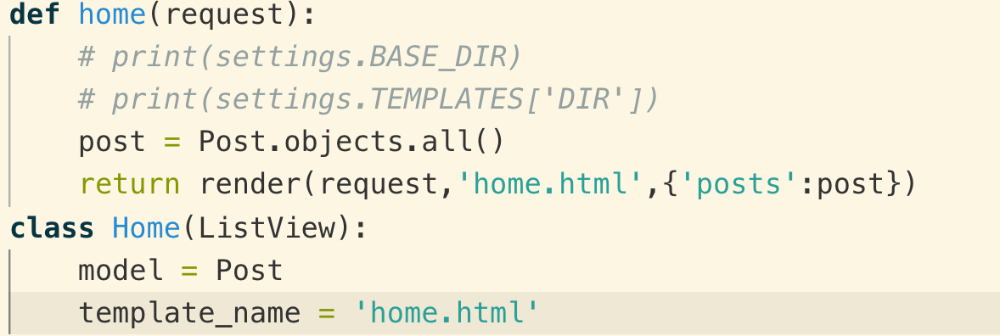 def home(request):
    # print(settings.BASE_DIR)
    # print(settings.TEMPLATES['DIR'])
    post = Post.objects.all()
    return render(request,'home.html',{'posts':post})
class Home(ListView):
    model = Post
    template_name = 'home.html'